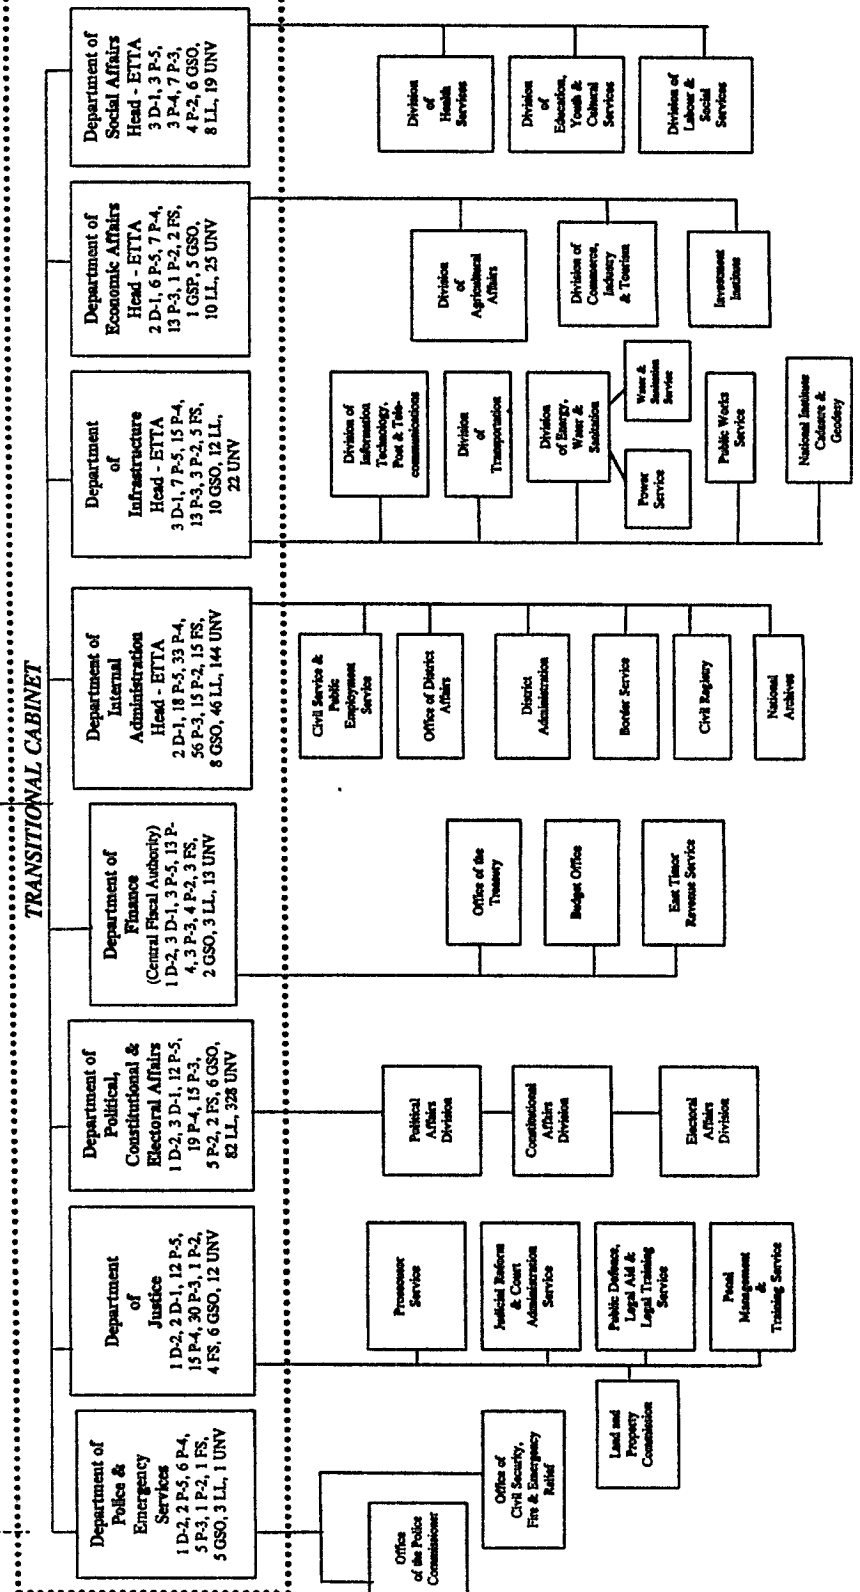 TRANSITIONAL CABINET
Department of
Police &
Emergency
Services
1 D-2, 2 P-5, 6 P-4,
5 P-3, 1 P-2, 1 FS,
5 GSO, 3 LL, 1 UNV
Department
of
Justice
1 D-2, 2 D-1, 12 P-5,
15 P-4, 30 P-3, 1 P-2,
4 FS, 6 GSO, 12 UNV
Department of
Political,
Constitutional &
Electoral Affairs
1 D-2, 3 D-1, 12 P-5,
19 P-4, 15 P-3,
5 P-2, 2 FS, 6 GSO,
82 LL, 328 UNV
Department of
Finance
(Central Fiscal Authority)
1 D-2, 3 D-1, 3 P-5, 13 P-
4, 3 P-3, 4 P-2, 3 FS,
2 GSO, 3 LL, 13 UNV
Department of
Internal
Administration
Head - ETTA
2 D-1, 18 P-5, 33 P-4,
56 P-3, 15 P-2, 15 FS,
8 GSO, 46 LL, 144 UNV
Department
of
Infrastructure
Head - ETTA
3 D-1, 7 P-5, 15 P-4,
13 P-3, 3 P-2, 5 FS,
10 GSO, 12 LL,
22 UNV
Department of
Economic Affairs
Head - ETTA
2 D-1, 6 P-5, 7 P-4,
13 P-3, 1 P-2, 2 FS,
1 GSP, 5 GSO,
10 LL, 25 UNV
Department of
Social Affairs
Head - ETTA
3 D-1, 3 P-5,
3 P-4, 7 P-3,
4 P-2, 6 GSO,
8 LL, 19 UNV
Office
of the Police
Commissioner
Office of
Civil Security,
Fire & Emergency
Relief
Prosecutor
Service
Judicial Reform
& Court
Administration
Service
Public Defence,
Legal Aid &
Legal Training
Service
Penal
Management
&
Training Service
Land and
Property
Commission
Political
Affairs
Division
Constitutional
Affairs
Division
Electoral
Affairs
Division
Office of the
Treasury
Budget Office
East Timor
Revenue Service
Civil Service &
Public
Employment
Service
Office of District
Affairs
District
Administration
Border Service
Civil Registry
National
Archives
Division of
Information
Technology,
Post & Tele-
communications
Division
of
Transportation
Division
of Energy,
Water &
Sanitation
Power
Service
Water &
Sanitation
Service
Public Works
Service
National Institute
Cadastre &
Geodesy
Division
of
Agricultural
Affairs
Division of
Commerce,
Industry
& Tourism
Investment
Institute
Division
of
Health
Services
Division
of
Education,
Youth &
Cultural
Services
Division of
Labour &
Social
Services